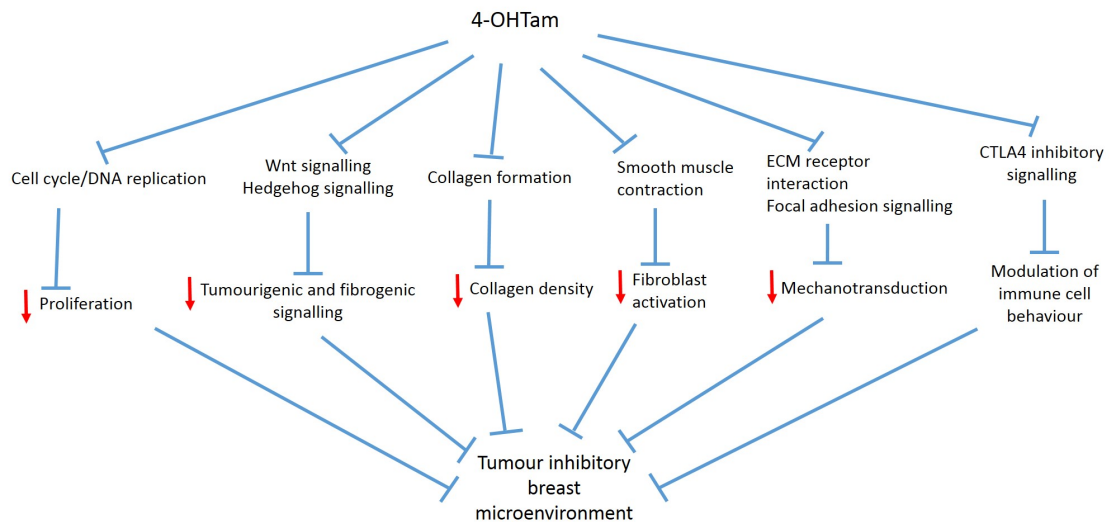 4-OHTam
Cell cycle/DNA replication
Wnt signalling
Hedgehog signalling
Collagen formation
Smooth muscle
contraction
ECM receptor
interaction
Focal adhesion signalling
CTLA4 inhibitory
signalling
Proliferation
Tumourigenic and fibrogenic
signalling
Collagen density
Fibroblast
activation
Mechanotransduction
Modulation of
immune cell
behaviour
Tumour inhibitory
breast
microenvironment